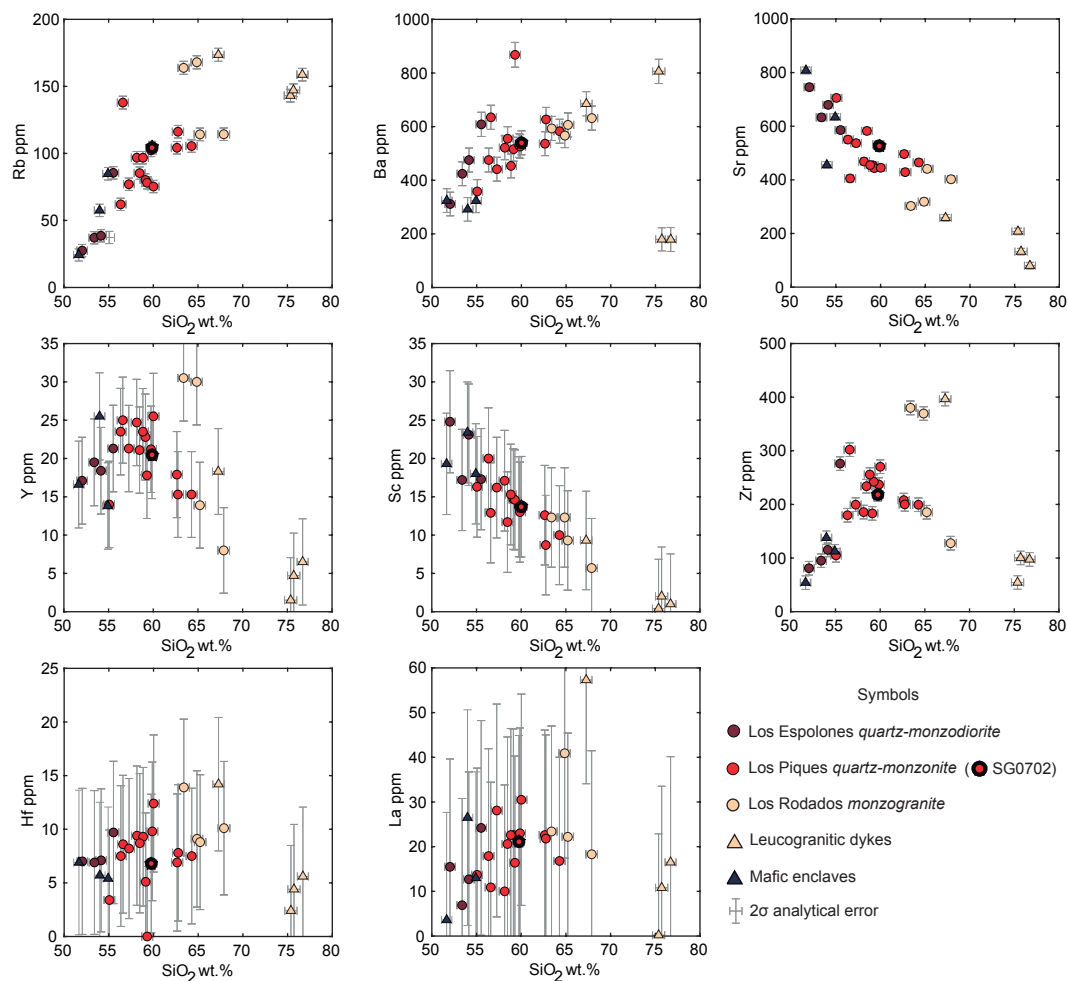 200
150
100
50
0
Rb ppm
50 55 60 65 70 75 80
SiO2 wt.%
1000
800
600
400
200
0
Ba ppm
50 55 60 65 70 75 80
SiO2 wt.%
1000
800
600
400
200
0
Sr ppm
50 55 60 65 70 75 80
SiO2 wt.%
35
30
25
20
15
10
5
0
Y ppm
50 55 60 65 70 75 80
SiO2 wt.%
35
30
25
20
15
10
5
0
Sc ppm
50 55 60 65 70 75 80
SiO2 wt.%
500
400
300
200
100
0
Zr ppm
50 55 60 65 70 75 80
SiO2 wt.%
25
20
15
10
5
0
Hf ppm
50 55 60 65 70 75 80
SiO2 wt.%
60
50
40
30
20
10
0
La ppm
50 55 60 65 70 75 80
SiO2 wt.%
Symbols
Los Espolones quartz-monzodiorite
Los Piques quartz-monzonite ( SG0702)
Los Rodados monzogranite
Leucogranitic dykes
Mafic enclaves
2σ analytical error